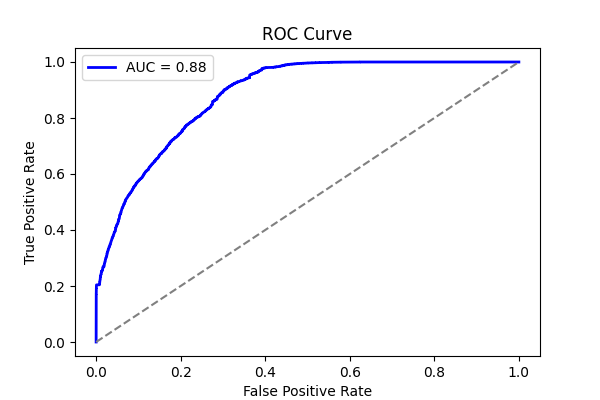 ROC Curve
AUC = 0.88
True Positive Rate
1.0
0.8
0.6
0.4
0.2
0.0
0.0 0.2 0.4 0.6 0.8 1.0
False Positive Rate